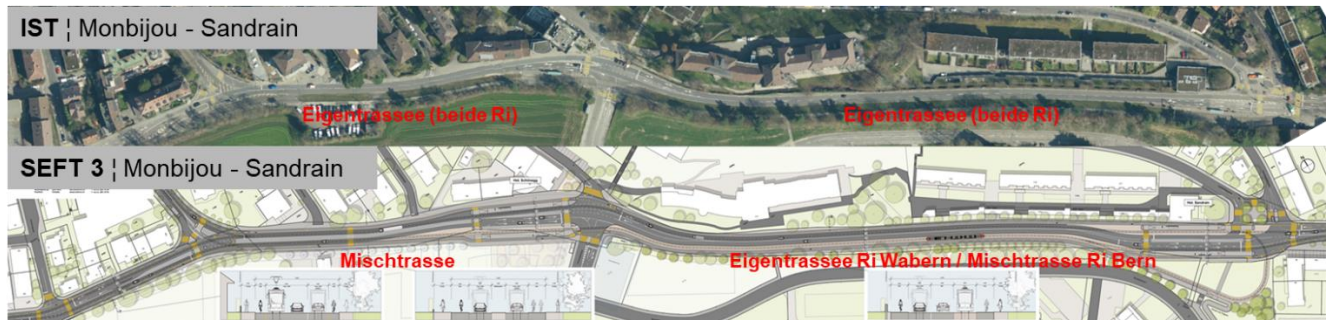 IST ¦ Monbijou - Sandrain
Eigentrassee (beide Ri)
Eigentrassee (beide Ri)
SEFT 3 ¦ Monbijou - Sandrain
Mischtrasse
Eigentrassee Ri Wabern / Mischtrasse Ri Bern